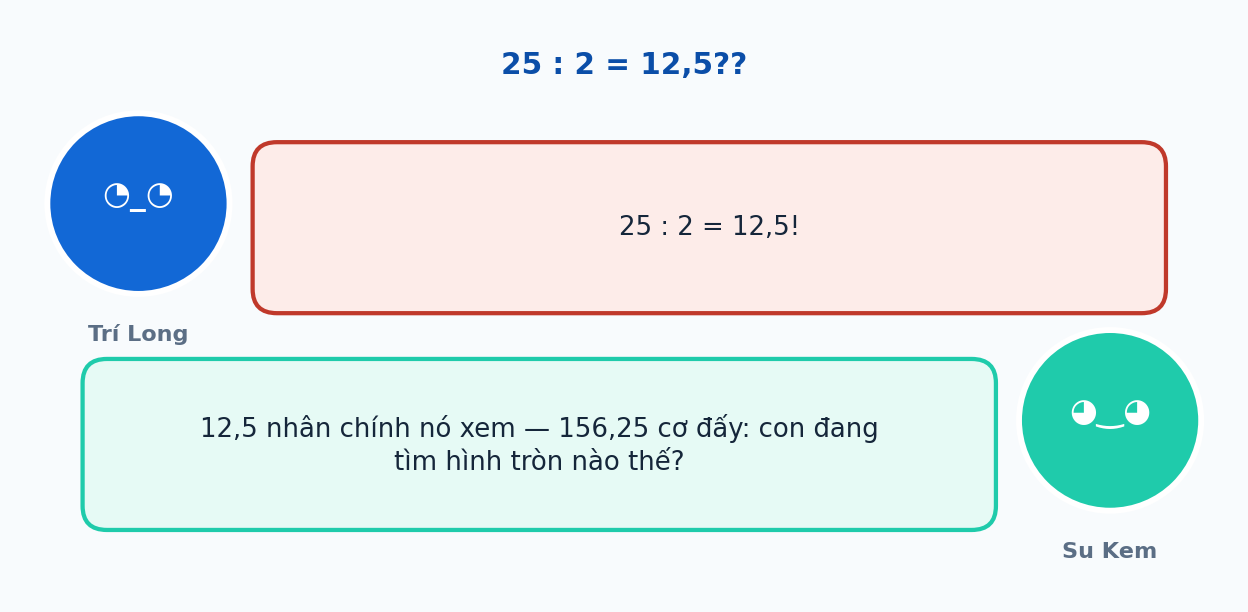 25 : 2 = 12,5??
25 : 2 = 12,5!
Trí Long
12,5 nhân chính nó xem — 156,25 cơ đấy: con đang
tìm hình tròn nào thế?
Su Kem